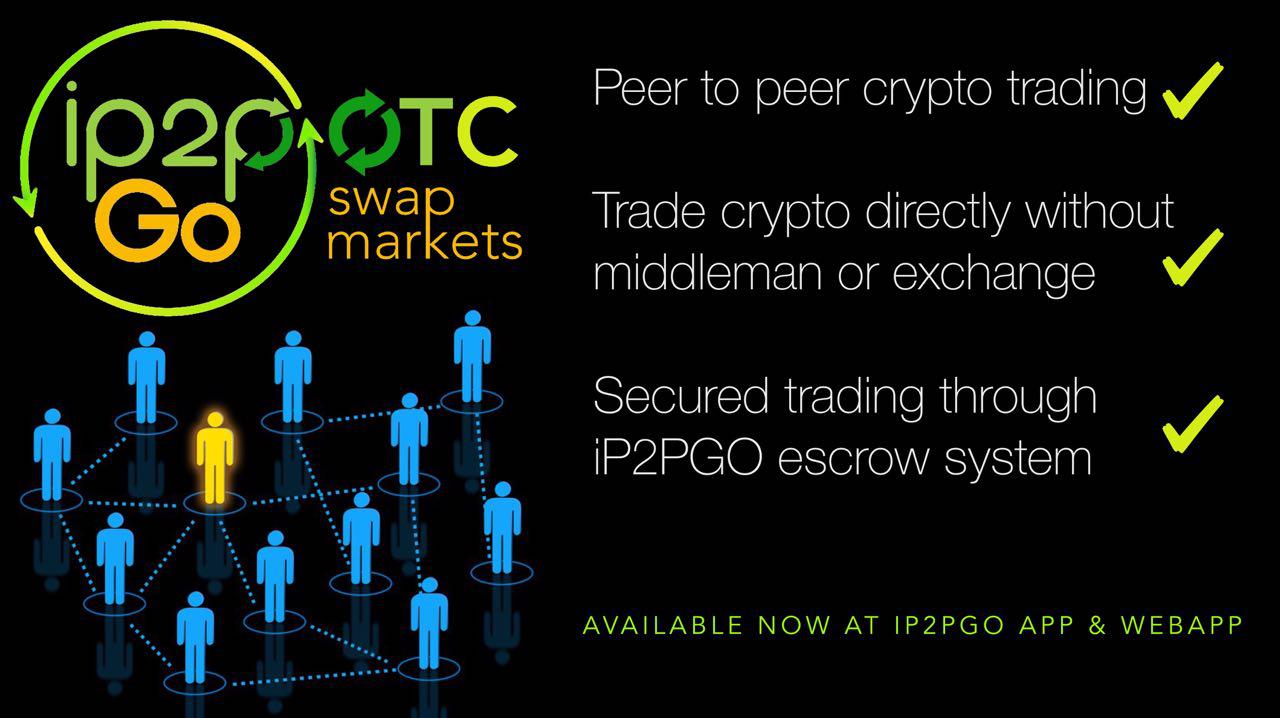 ip2p OTC
Go
swap
markets
Peer to peer crypto trading
Trade crypto directly without
middleman or exchange
Secured trading through
iP2PGO escrow system
AVAILABLE NOW AT IP2PGO APP & WEBAPP